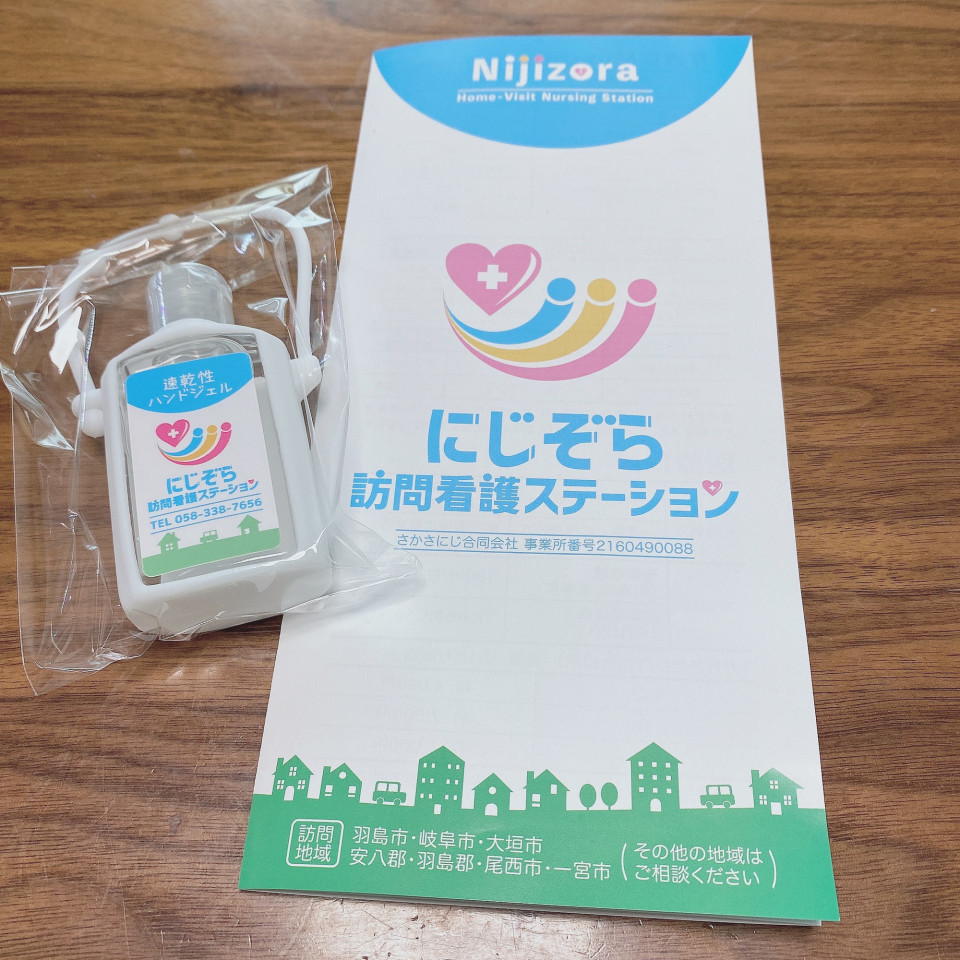 Nijizora
Home-Visit Nursing Station
にじぞら
訪問看護ステーション
さかさにじ合同会社 事業所番号2160490088
訪問
地域
羽島市・岐阜市・大垣市
安八郡・羽島郡・尾西市・一宮市
(その他の地域は
ご相談ください)
速乾性
ハンドジェル
にじぞら
訪問看護ステーション
TEL 058-338-7656